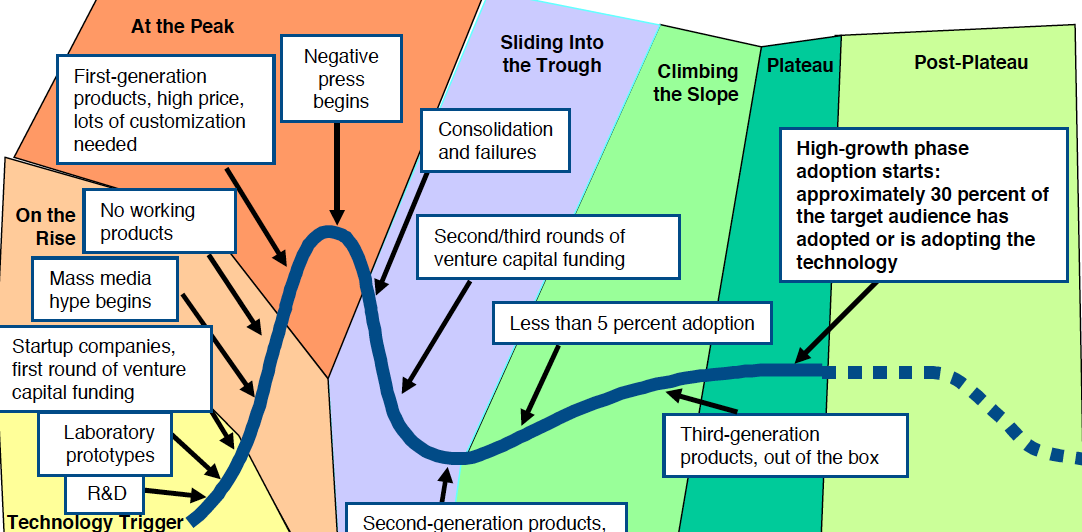 At the Peak
Negative
press
begins
Sliding Into
the Trough
Climbing
the Slope
Plateau
Post-Plateau
First-generation
products, high price,
lots of customization
needed
Consolidation
and failures
High-growth phase
adoption starts:
approximately 30 percent of
the target audience has
adopted or is adopting the
technology
On the
Rise
No working
products
Second/third rounds of
venture capital funding
Mass media
hype begins
Less than 5 percent adoption
Startup companies,
first round of venture
capital funding
Laboratory
prototypes
Third-generation
products, out of the box
R&D
Technology Trigger
Second-generation products,